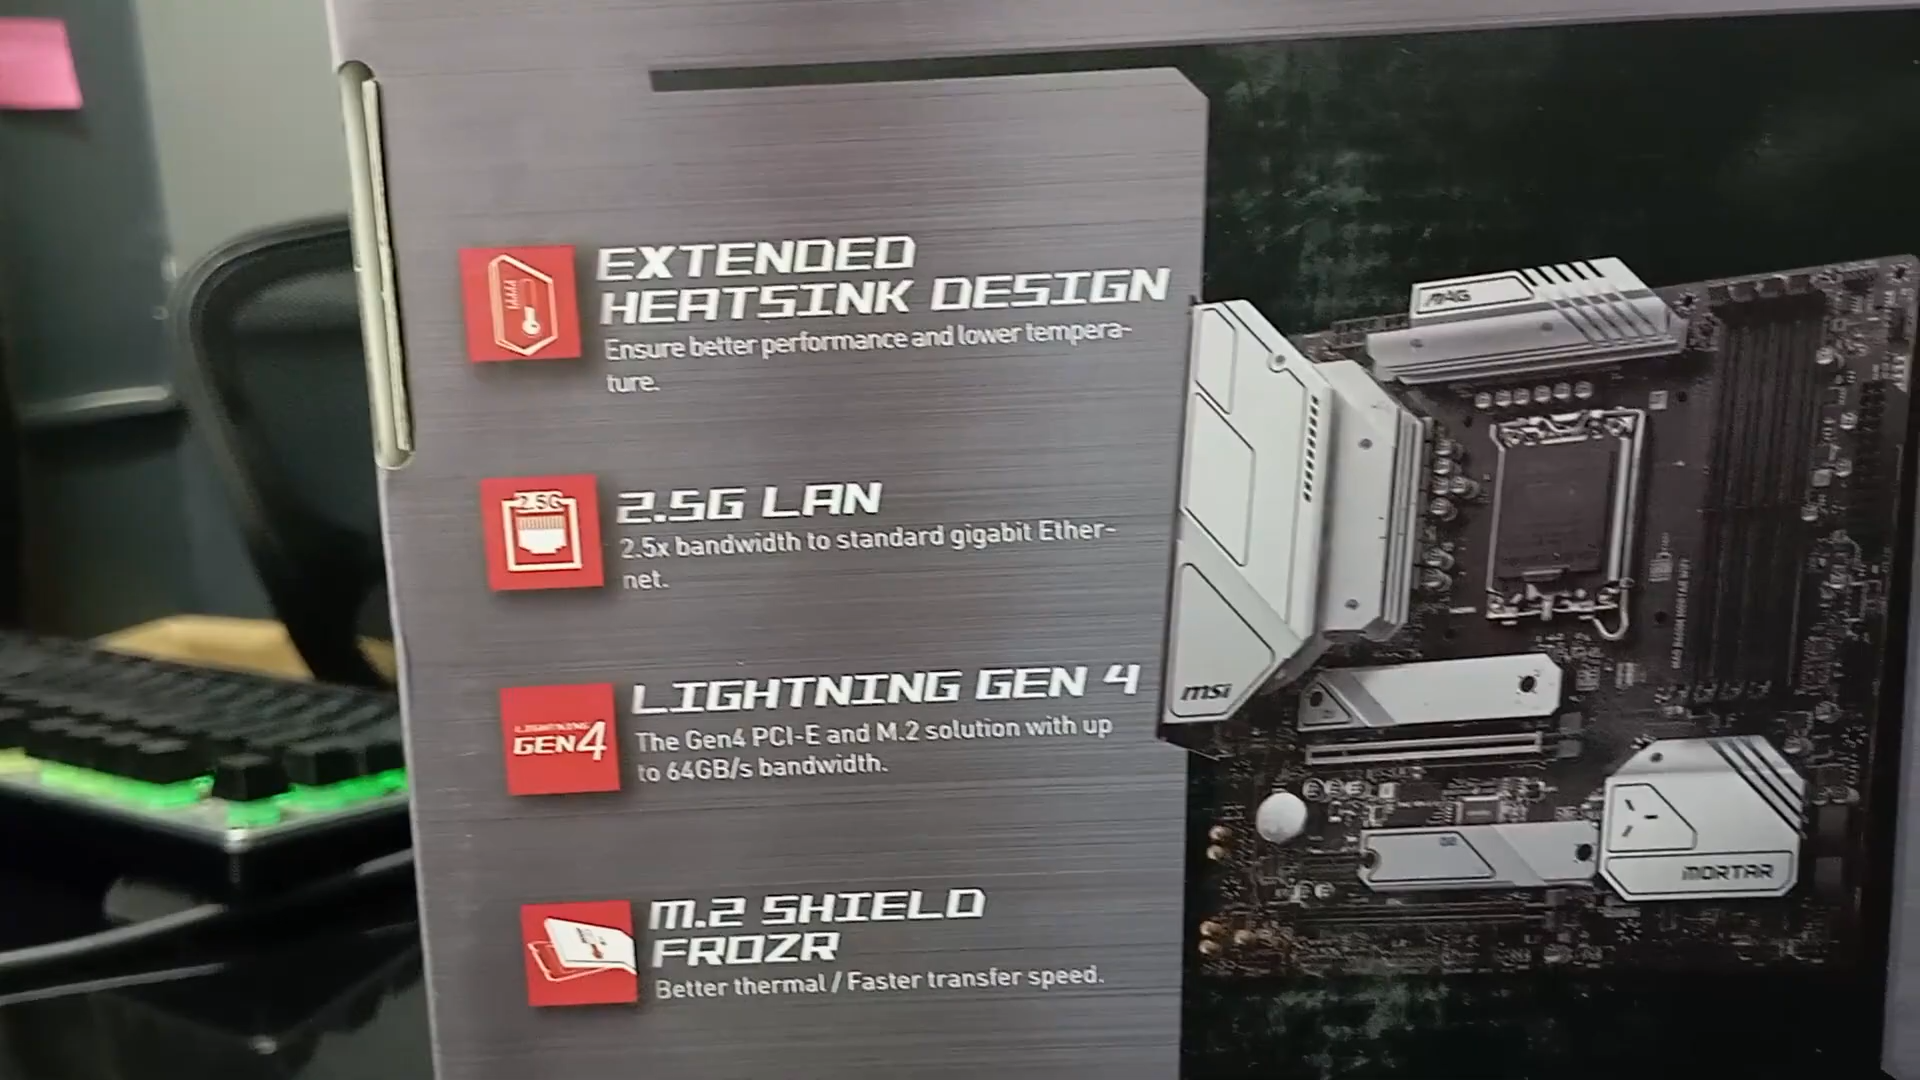 EXTENDED
HEATSINK DESIGN
Ensure better performance and lower tempera-
ture.
2.5G
2.5G LAN
2.5x bandwidth to standard gigabit Ether-
net.
LIGHTNING
GEN4
LIGHTNING GEN 4
The Gen4 PCI-E and M.2 solution with up
to 64GB/s bandwidth.
M.2 SHIELD
FROZR
Better thermal / Faster transfer speed.
MAG
msi
MORTAR